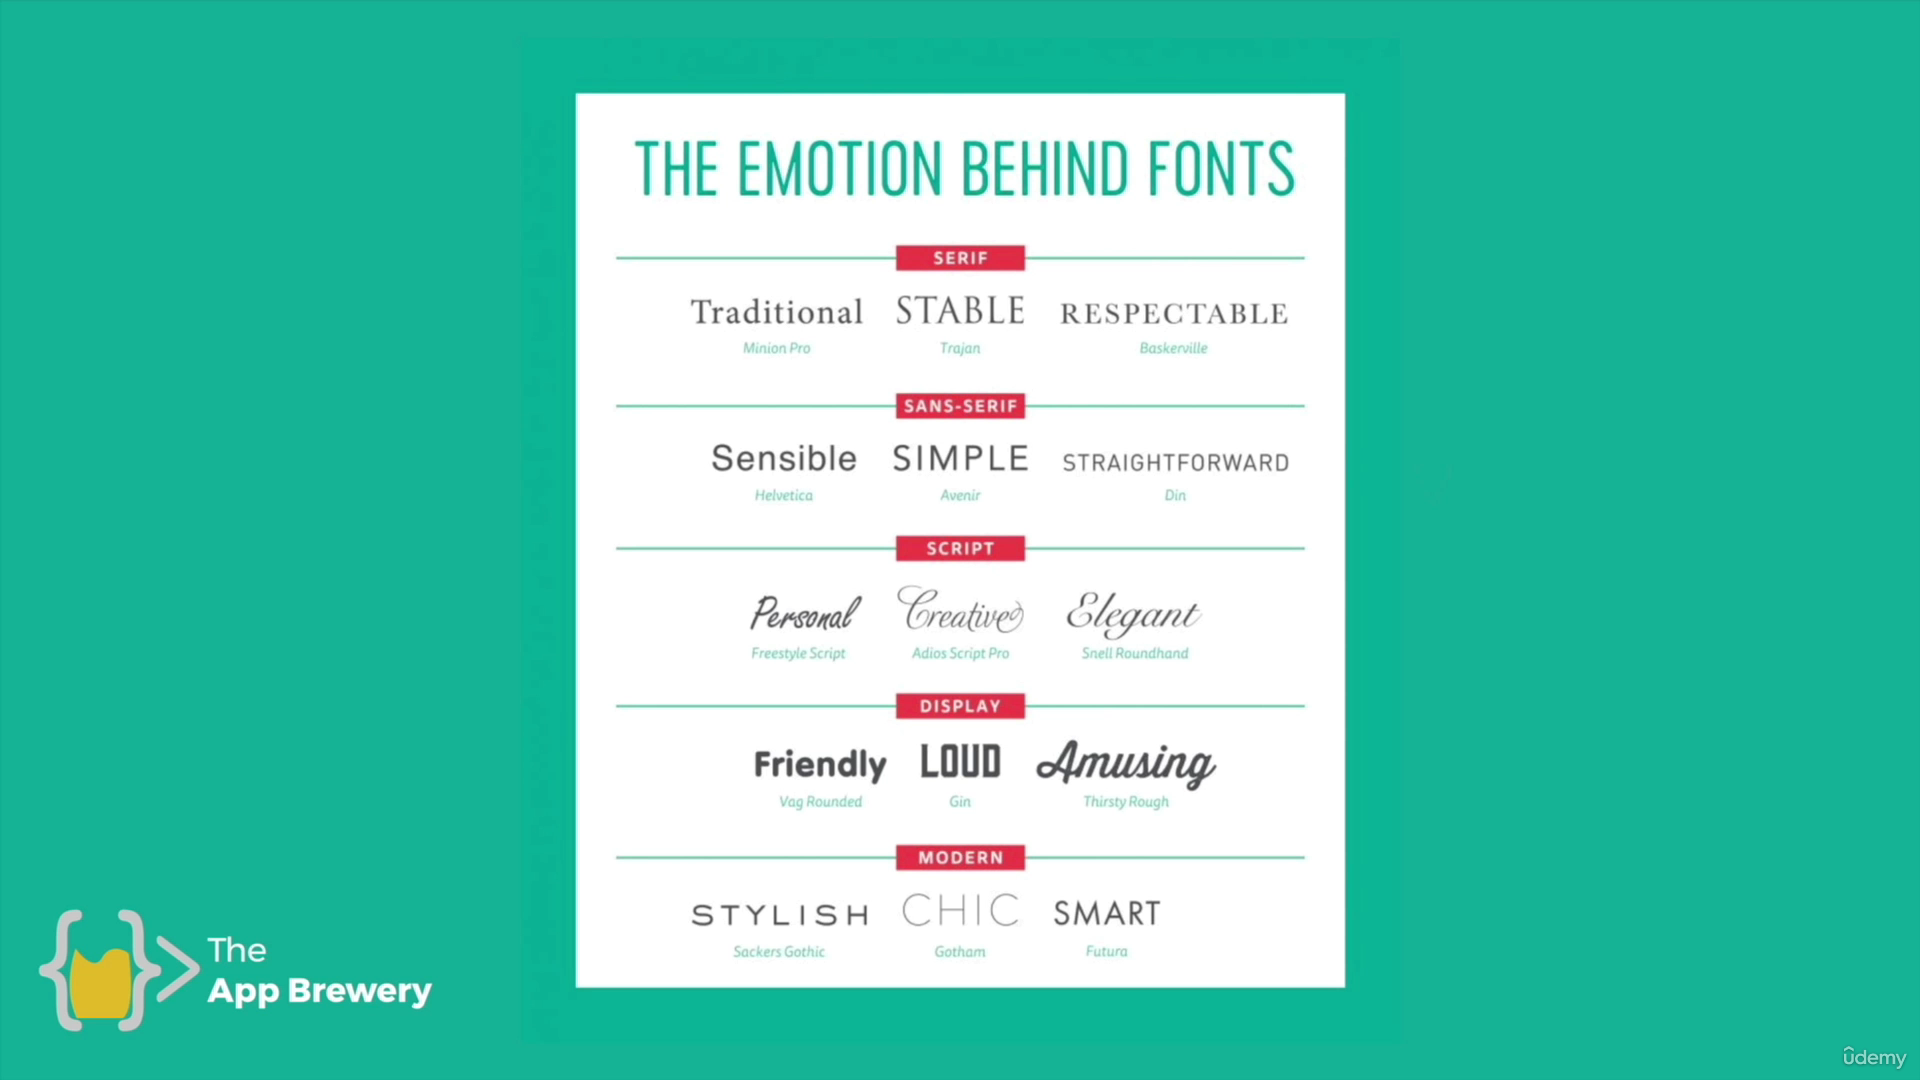 THE EMOTION BEHIND FONTS
SERIF
Traditional STABLE RESPECTABLE
Minion Pro Trajan Baskerville
SANS-SERIF
Sensible SIMPLE STRAIGHTFORWARD
Helvetica Avenir Din
SCRIPT
Personal Creative Elegant
Freestyle Script Adios Script Pro Snell Roundhand
DISPLAY
Friendly LOUD Amusing
Vag Rounded Gin Thirsty Rough
MODERN
STYLISH CHIC SMART
Sackers Gothic Gotham Futura
The
App Brewery
ûdemy